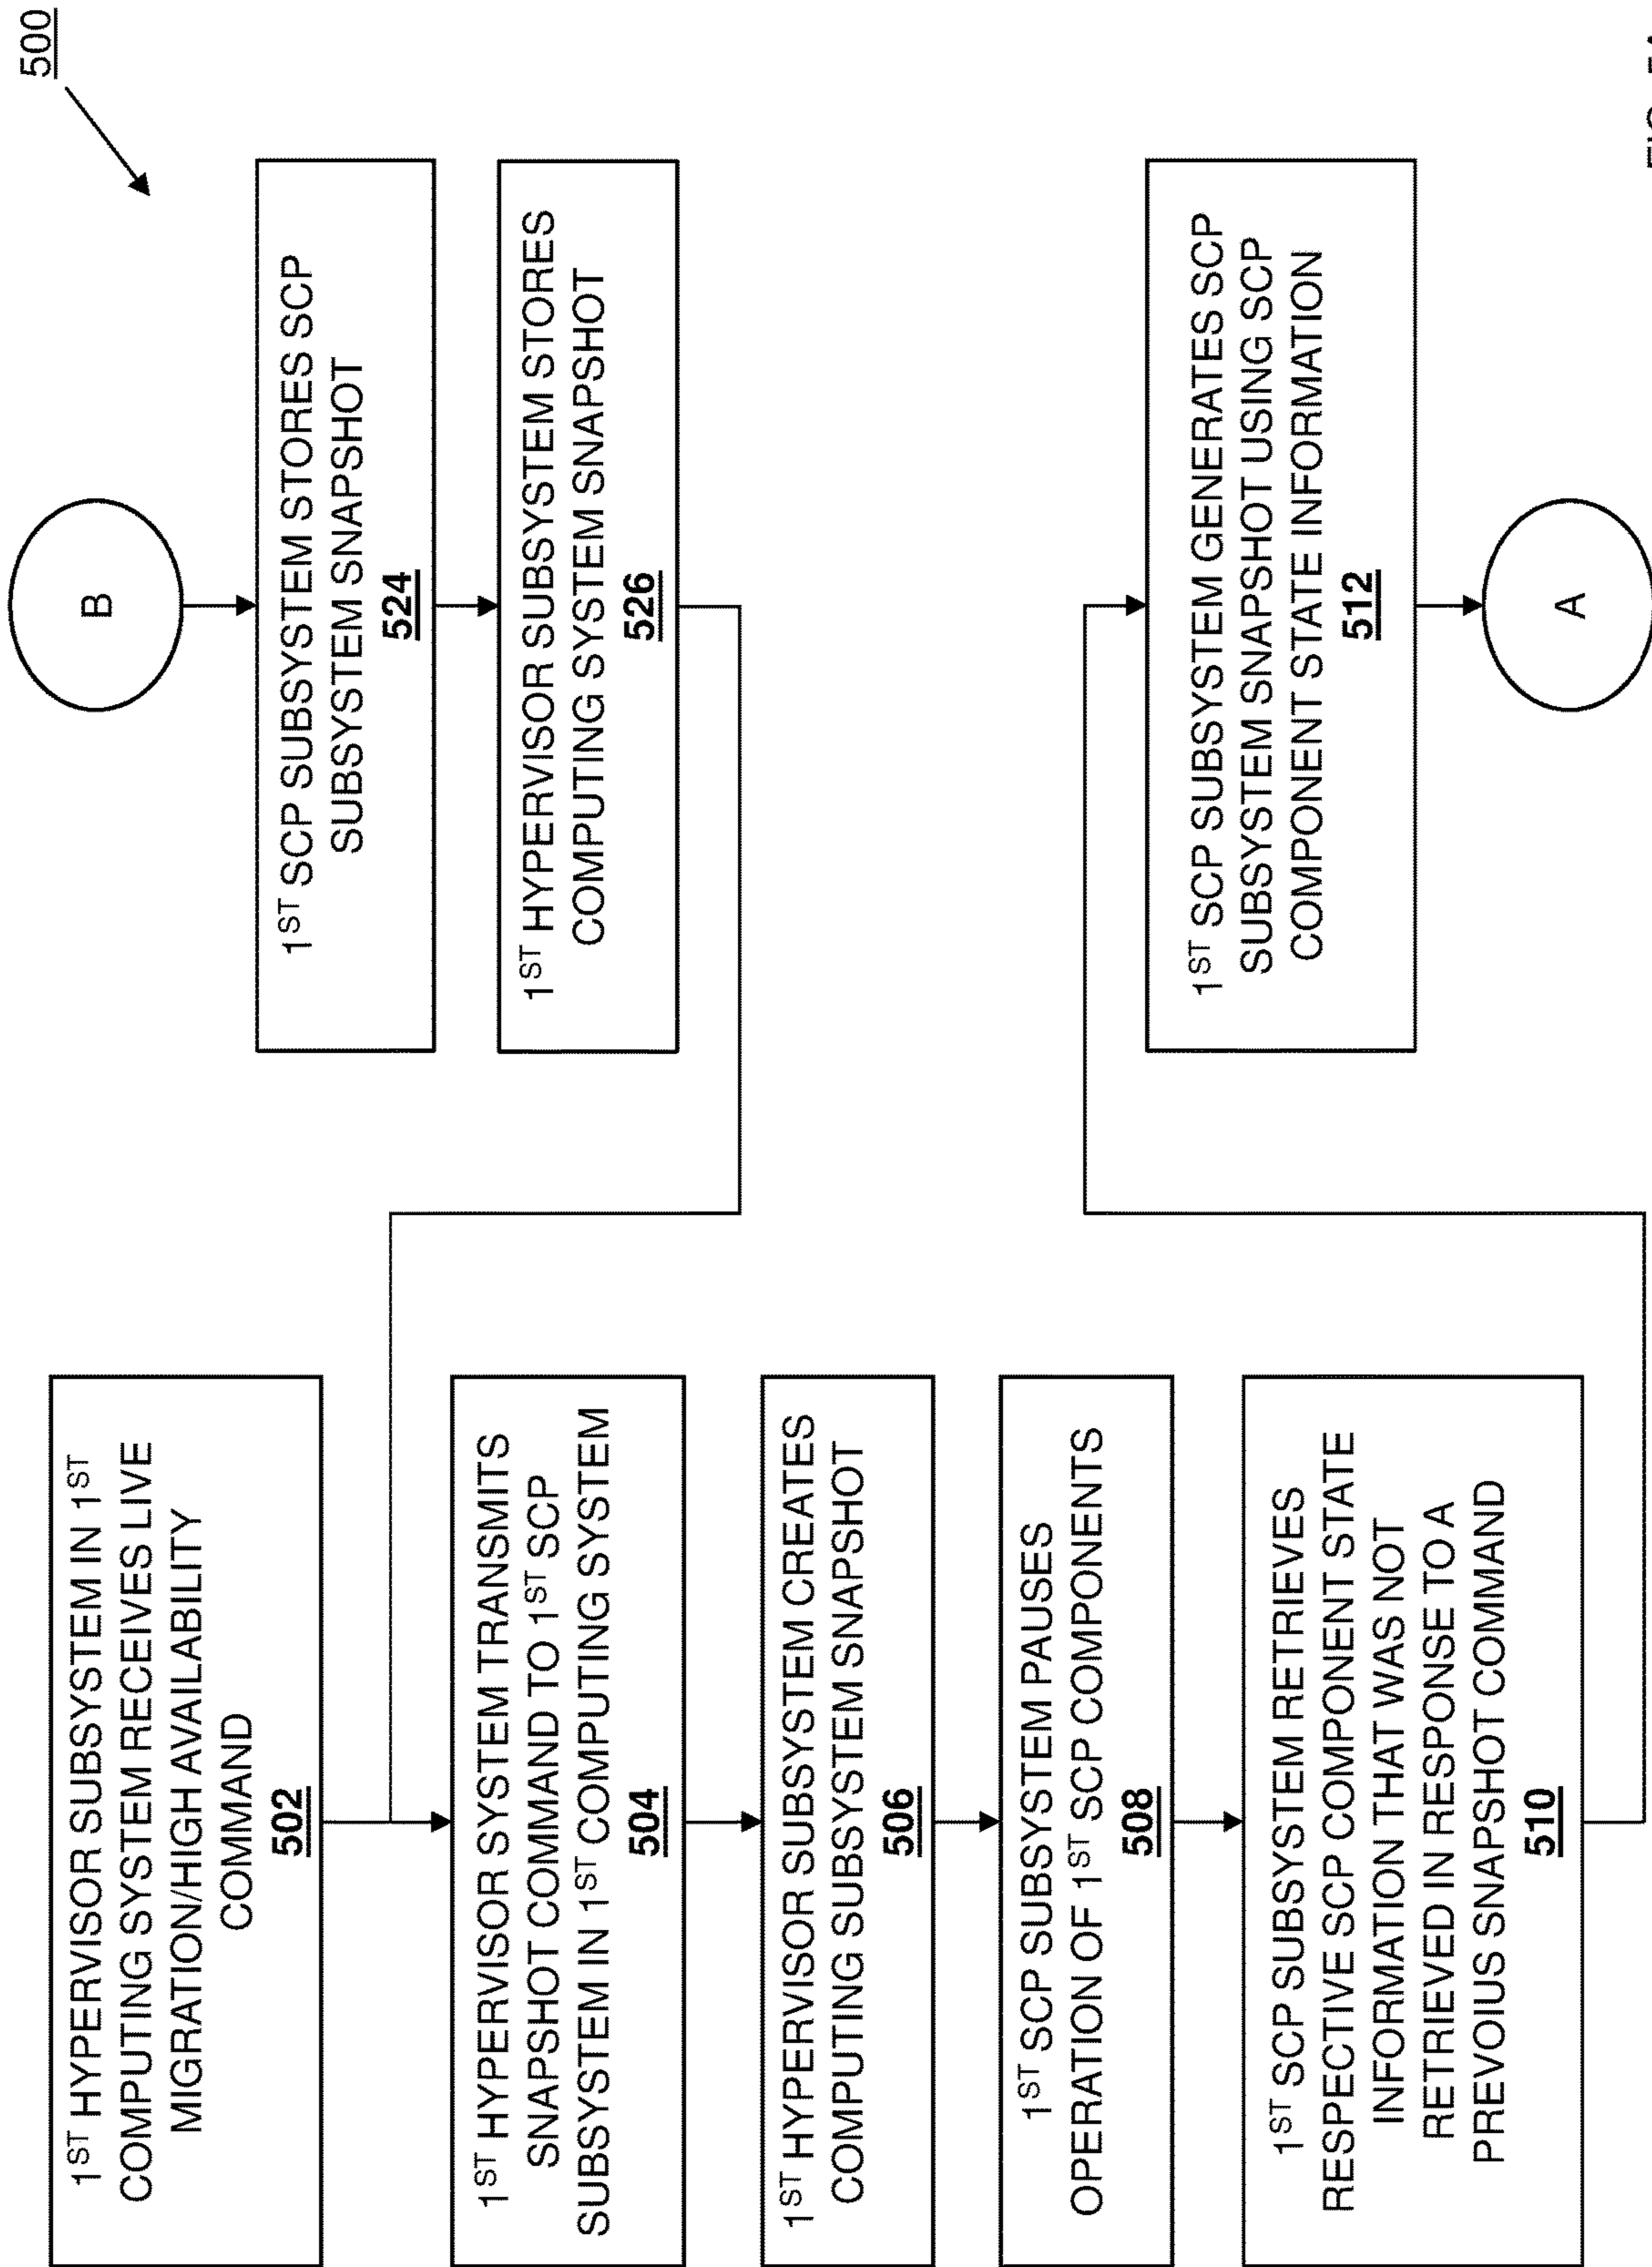 500
1ST HYPERVISOR SUBSYSTEM IN 1ST
COMPUTING SYSTEM RECEIVES LIVE
MIGRATION/HIGH AVAILABILITY
COMMAND
502
1ST HYPERVISOR SYSTEM TRANSMITS
SNAPSHOT COMMAND TO 1ST SCP
SUBSYSTEM IN 1ST COMPUTING SYSTEM
504
1ST HYPERVISOR SUBSYSTEM CREATES
COMPUTING SUBSYSTEM SNAPSHOT
506
1ST SCP SUBSYSTEM PAUSES
OPERATION OF 1ST SCP COMPONENTS
508
1ST SCP SUBSYSTEM RETRIEVES
RESPECTIVE SCP COMPONENT STATE
INFORMATION THAT WAS NOT
RETRIEVED IN RESPONSE TO A
PREVOIUS SNAPSHOT COMMAND
510
B
1ST SCP SUBSYSTEM STORES SCP
SUBSYSTEM SNAPSHOT
524
1ST HYPERVISOR SUBSYSTEM STORES
COMPUTING SYSTEM SNAPSHOT
526
1ST SCP SUBSYSTEM GENERATES SCP
SUBSYSTEM SNAPSHOT USING SCP
COMPONENT STATE INFORMATION
512
A